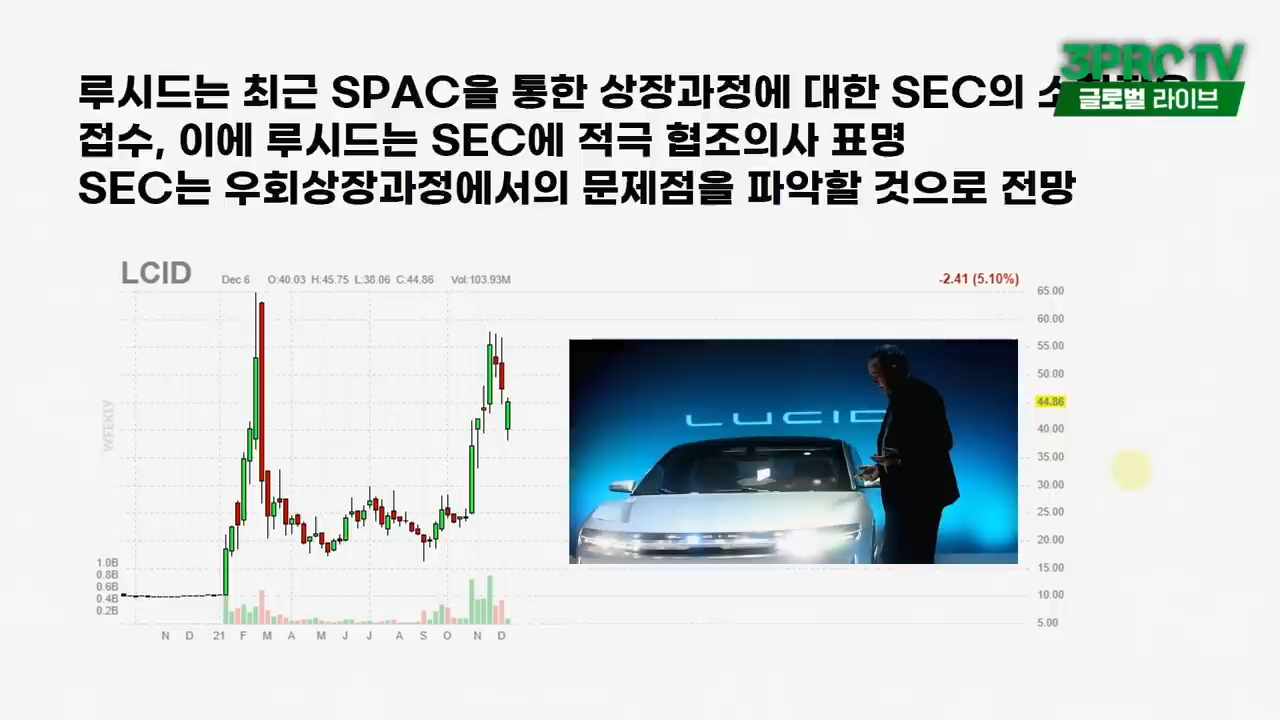 3PROTV
글로벌 라이브
루시드는 최근 SPAC을 통한 상장과정에 대한 SEC의
접수, 이에 루시드는 SEC에 적극 협조의사 표명
SEC는 우회상장과정에서의 문제점을 파악할 것으로 전망
LCID Dec 6 O:40.03 H:45.75 L:38.06 C:44.86 Vol:103.93M -2.41 (5.10%)
65.00
60.00
55.00
50.00
44.86
40.00
35.00
30.00
25.00
20.00
15.00
10.00
5.00
WEEKLY
LUCID
1.0B
0.8B
0.6B
0.4B
0.2B
N D 21 F M A M J J A S O N D